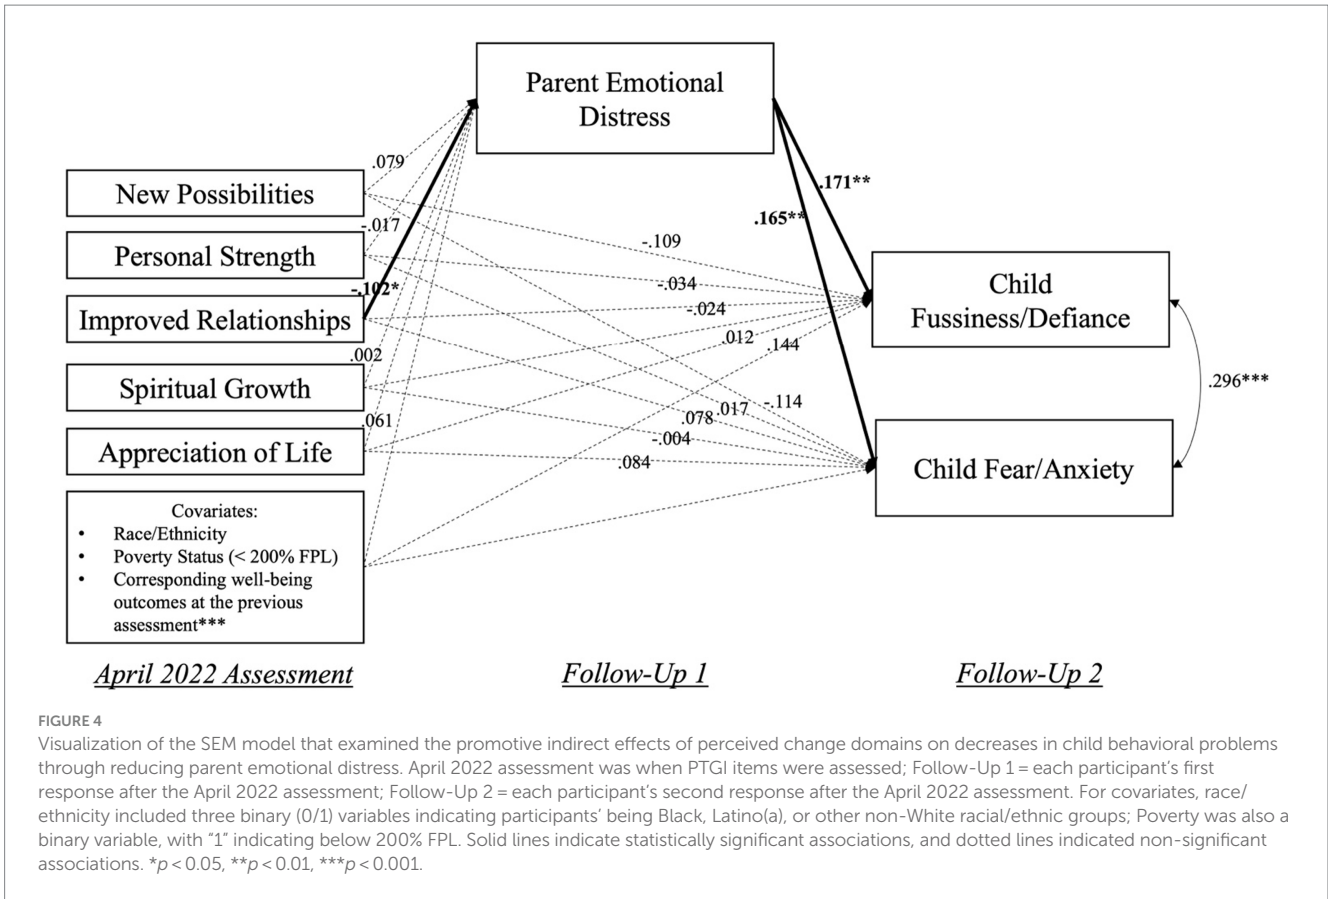 Parent Emotional
Distress
.079
New Possibilities
.171**
.165**
-.017
Personal Strength
-.109
-.034
Child
Fussiness/Defiance
-.102*
Improved Relationships
-.024
.012
.144
.002
.296***
Spiritual Growth
-.114
.017
.078
.061
-.004
Appreciation of Life
.084
Child Fear/Anxiety
Covariates:
• Race/Ethnicity
• Poverty Status (< 200% FPL)
• Corresponding well-being
outcomes at the previous
assessment***
April 2022 Assessment
Follow-Up 1
Follow-Up 2
FIGURE 4
Visualization of the SEM model that examined the promotive indirect effects of perceived change domains on decreases in child behavioral problems
through reducing parent emotional distress. April 2022 assessment was when PTGI items were assessed; Follow-Up 1 = each participant's first
response after the April 2022 assessment; Follow-Up 2 = each participant's second response after the April 2022 assessment. For covariates, race/
ethnicity included three binary (0/1) variables indicating participants' being Black, Latino(a), or other non-White racial/ethnic groups; Poverty was also a
binary variable, with "1" indicating below 200% FPL. Solid lines indicate statistically significant associations, and dotted lines indicated non-significant
associations. *p < 0.05, **p < 0.01, ***p < 0.001.